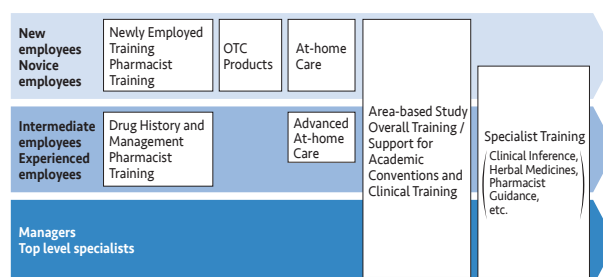 New
employees
Novice
employees
Newly Employed
Training
Pharmacist
Training
OTC
Products
At-home
Care
Intermediate
employees
Experienced
employees
Drug History and
Management
Pharmacist
Training
Advanced
At-home
Care
Area-based Study
Overall Training /
Support for
Academic
Conventions and
Clinical Training
Specialist Training
(Clinical Inference,
Herbal Medicines,
Pharmacist
Guidance,
etc.)
Managers
Top level specialists